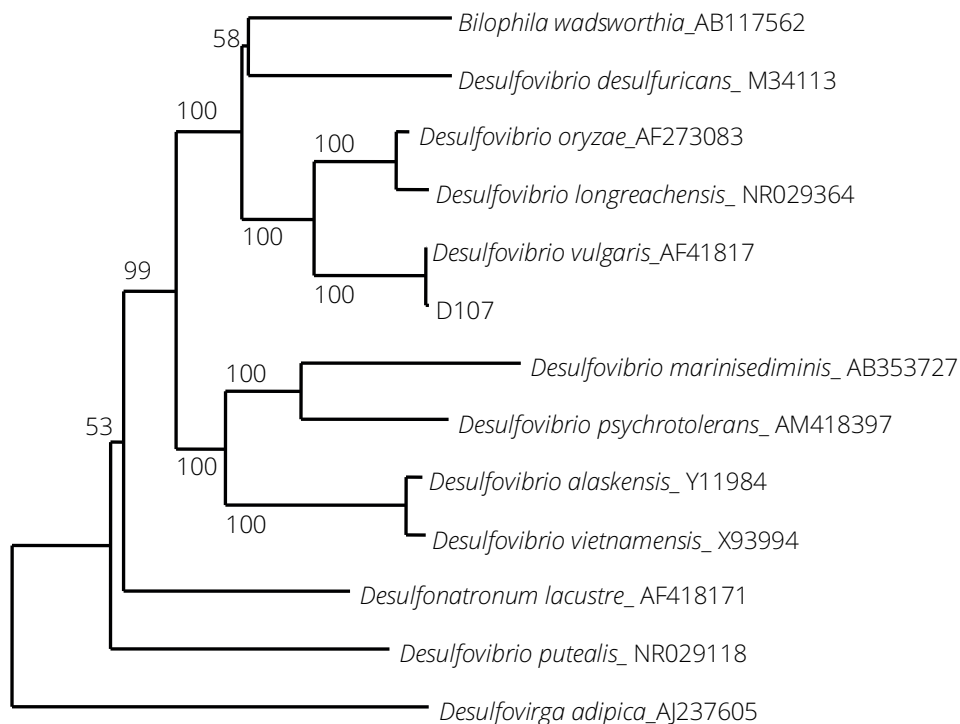 Bilophila wadsworthia_AB117562
58
Desulfovibrio desulfuricans_ M34113
100
Desulfovibrio oryzae_AF273083
100
Desulfovibrio longreachensis_ NR029364
100
Desulfovibrio vulgaris_AF41817
99
100
D107
Desulfovibrio marinisediminis_ AB353727
100
Desulfovibrio psychrotolerans_ AM418397
53
100
Desulfovibrio alaskensis_ Y11984
100
Desulfovibrio vietnamensis_ X93994
Desulfonatronum lacustre_ AF418171
Desulfovibrio putealis_ NR029118
Desulfovirga adipica_AJ237605